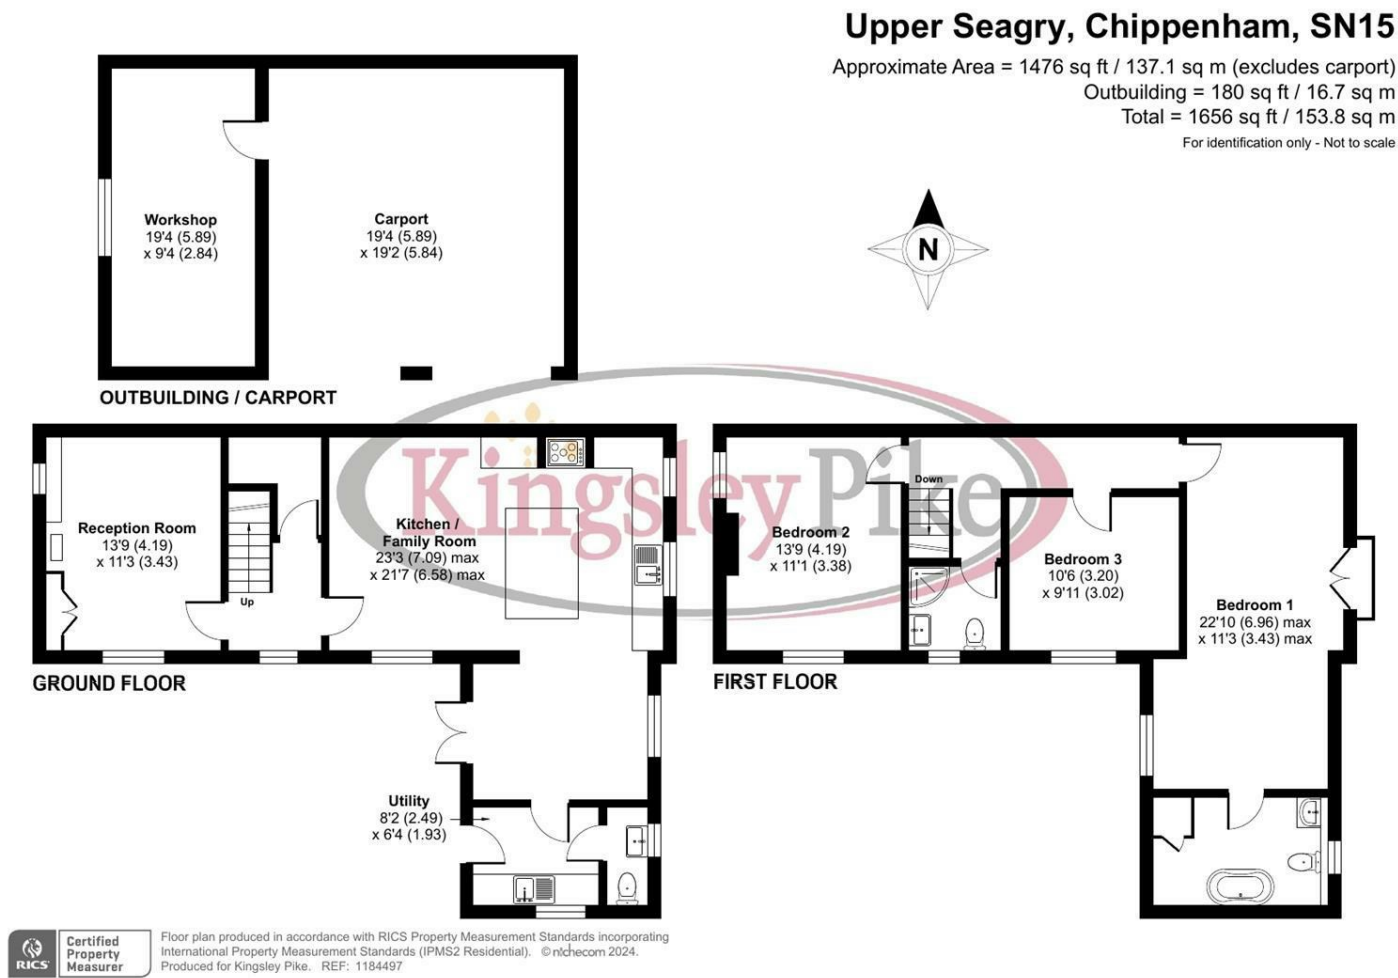 Upper Seagry, Chippenham, SN15
Approximate Area = 1476 sq ft / 137.1 sq m (excludes carport)
Outbuilding = 180 sq ft / 16.7 sq m
Total = 1656 sq ft / 153.8 sq m
For identification only - Not to scale
N
Workshop
19'4 (5.89)
x 9'4 (2.84)
Carport
19'4 (5.89)
x 19'2 (5.84)
OUTBUILDING / CARPORT
Kingsley Pike
Reception Room
13'9 (4.19)
x 11'3 (3.43)
Up
Kitchen /
Family Room
23'3 (7.09) max
x 21'7 (6.58) max
GROUND FLOOR
Utility
8'2 (2.49)
x 6'4 (1.93)
Bedroom 2
13'9 (4.19)
x 11'1 (3.38)
Down
Bedroom 3
10'6 (3.20)
x 9'11 (3.02)
Bedroom 1
22'10 (6.96) max
x 11'3 (3.43) max
FIRST FLOOR
RICS
Certified
Property
Measurer
Floor plan produced in accordance with RICS Property Measurement Standards incorporating
International Property Measurement Standards (IPMS2 Residential). © nichecom 2024.
Produced for Kingsley Pike. REF: 1184497